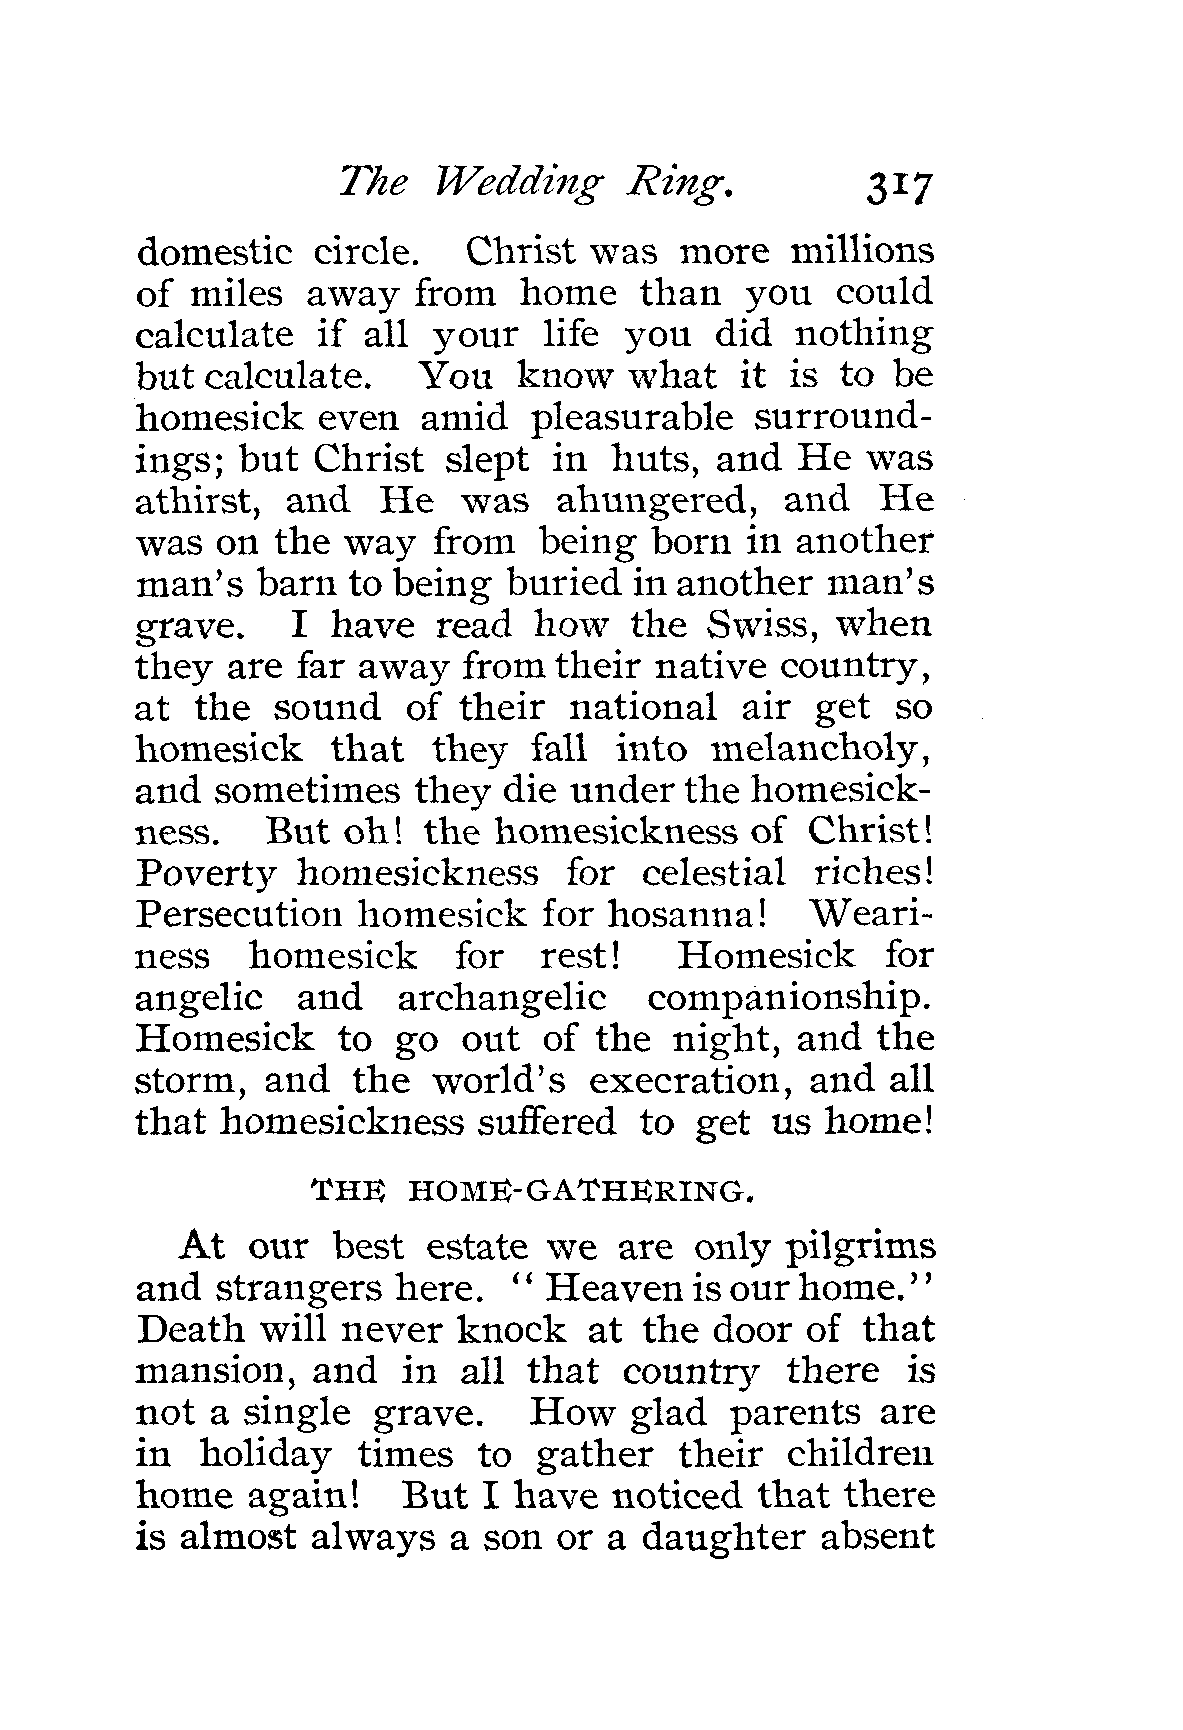 The Wedding Ring. 317
domestic circle. Christ was more millions
of miles away from home than you could
calculate if all your life you did nothing
but calculate. You know what it is to be
homesick even amid pleasurable surround-
ings; but Christ slept in huts, and He was
athirst, and He was ahungered, and He
was on the way from being born in another
man's barn to being buried in another man's
grave. I have read how the Swiss, when
they are far away from their native country,
at the sound of their national air get so
homesick that they fall into melancholy,
and sometimes they die under the homesick-
ness. But oh! the homesickness of Christ!
Poverty homesickness for celestial riches!
Persecution homesick for hosanna! Weari-
ness homesick for rest! Homesick for
angelic and archangelic companionship.
Homesick to go out of the night, and the
storm, and the world's execration, and all
that homesickness suffered to get us home!
THE HOME-GATHERING.
At our best estate we are only pilgrims
and strangers here. "Heaven is our home."
Death will never knock at the door of that
mansion, and in all that country there is
not a single grave. How glad parents are
in holiday times to gather their children
home again! But I have noticed that there
is almost always a son or a daughter absent